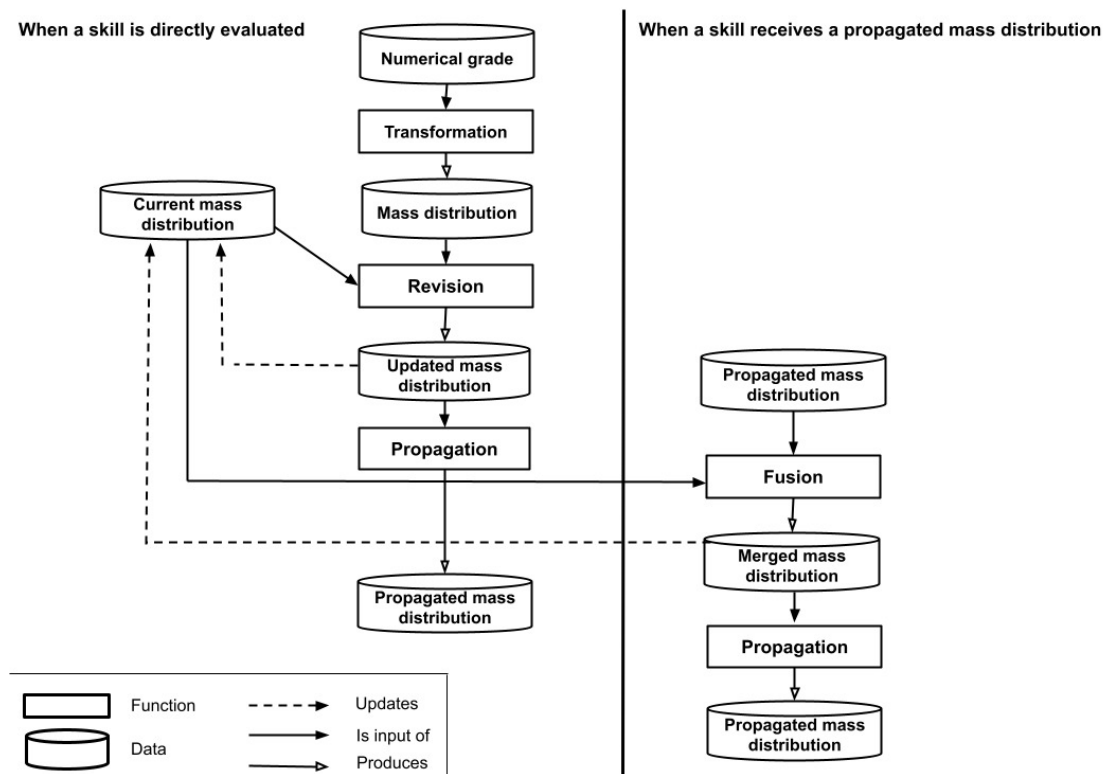 When a skill is directly evaluated
Numerical grade
Transformation
Mass distribution
Current mass
distribution
Revision
Updated mass
distribution
Propagation
Propagated mass
distribution
When a skill receives a propagated mass distribution
Propagated mass
distribution
Fusion
Merged mass
distribution
Propagation
Propagated mass
distribution
Function
Data
Updates
Is input of
Produces